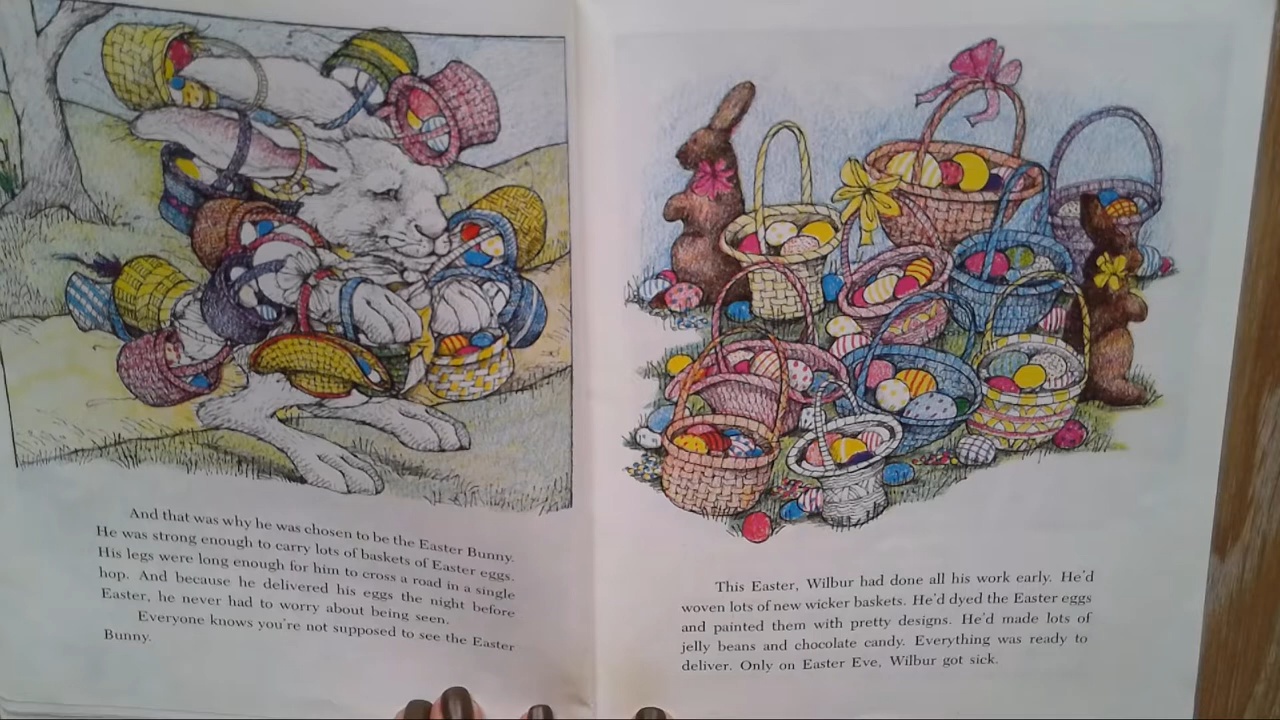 And that was why he was chosen to be the Easter Bunny.
He was strong enough to carry lots of baskets of Easter eggs.
His legs were long enough for him to cross a road in a single
hop. And because he delivered his eggs the night before
Easter, he never had to worry about being seen.
Everyone knows you're not supposed to see the Easter
Bunny.
This Easter, Wilbur had done all his work early. He'd
woven lots of new wicker baskets. He'd dyed the Easter eggs
and painted them with pretty designs. He'd made lots of
jelly beans and chocolate candy. Everything was ready to
deliver. Only on Easter Eve, Wilbur got sick.